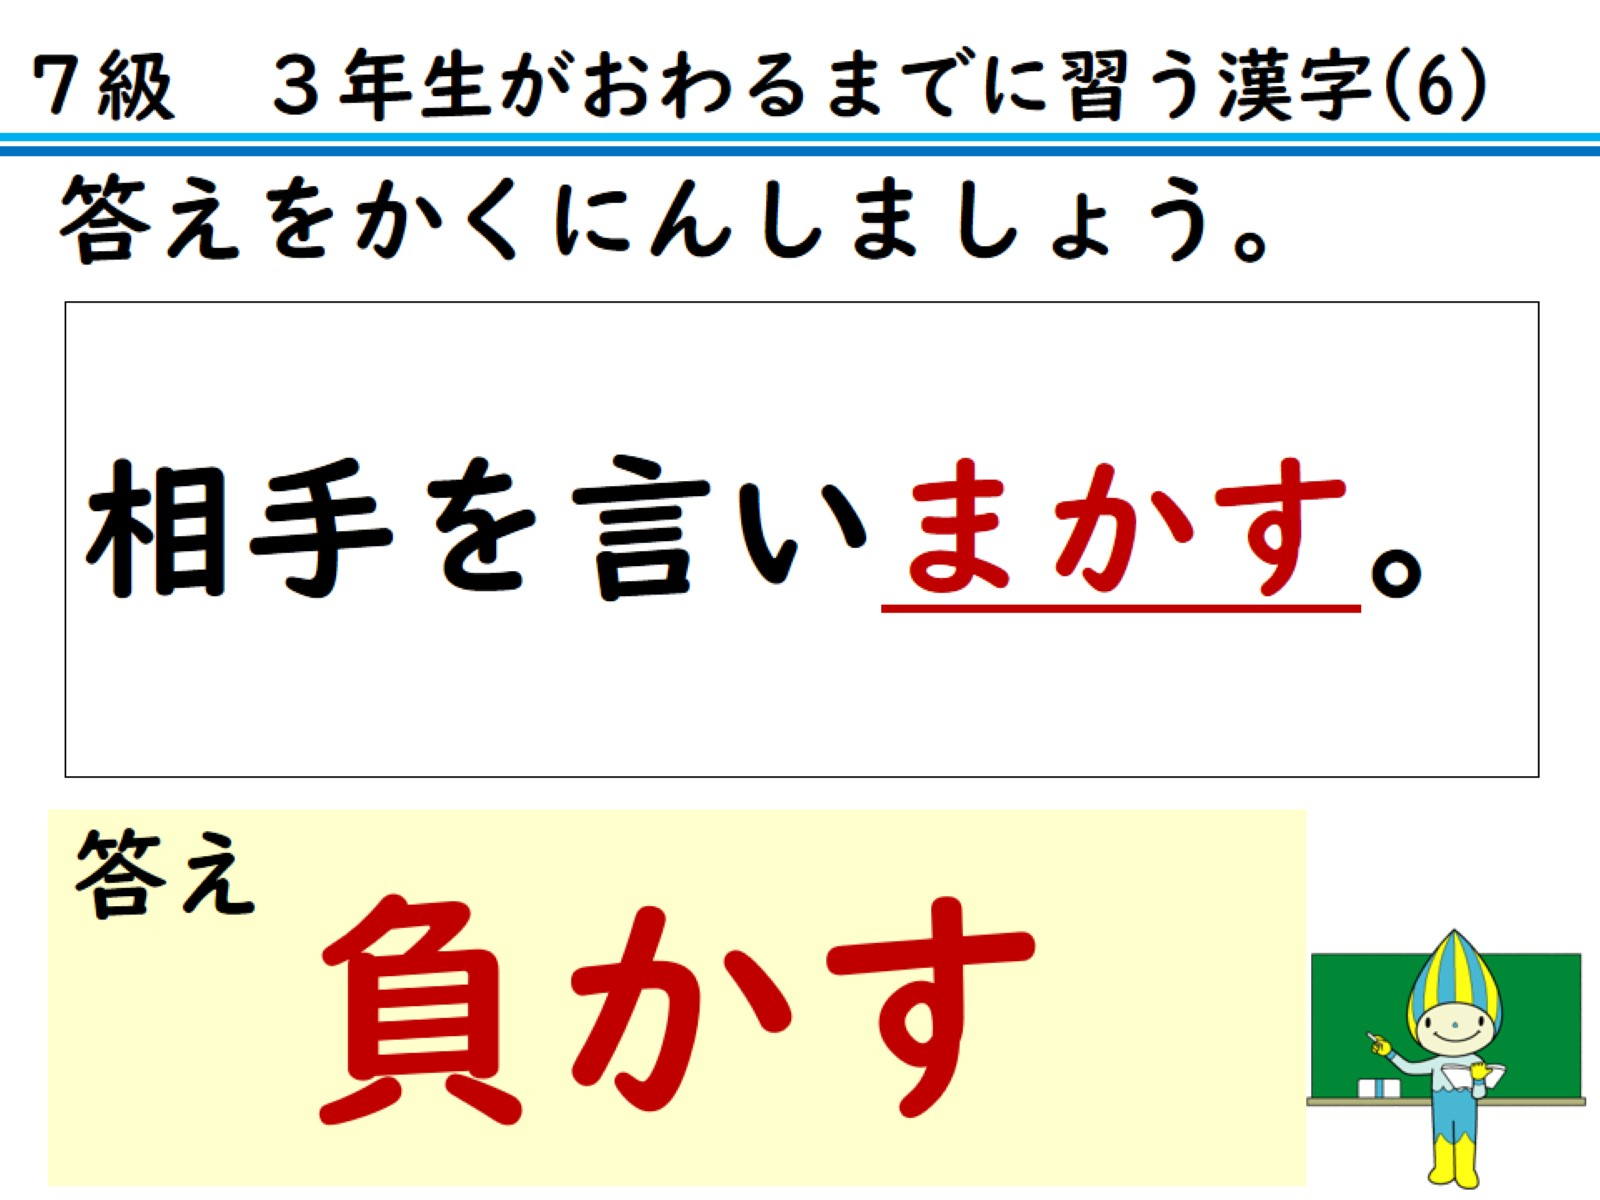 ７級　３年生がおわるまでに習う漢字(6)
答えをかくにんしましょう。
相手を言いまかす。
答え
負かす